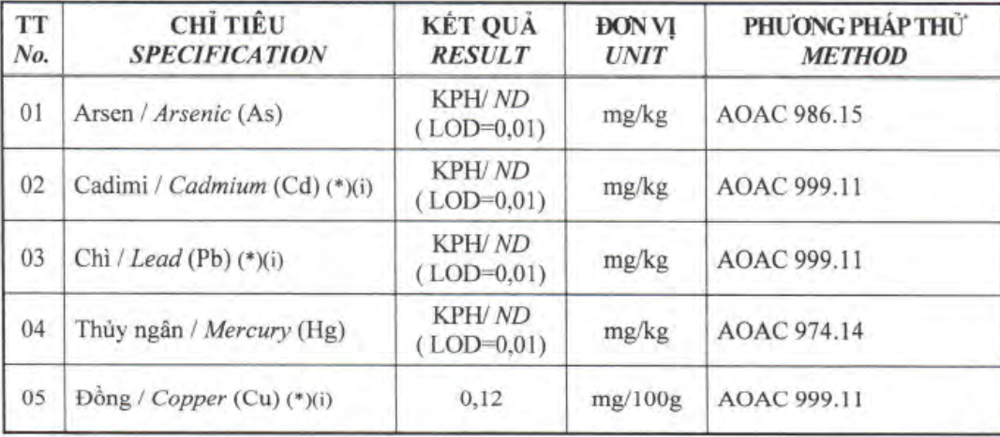 TT CHỈ TIÊU KẾT QUẢ ĐƠN VỊ PHƯƠNG PHÁP THỬ
No. SPECIFICATION RESULT UNIT METHOD
01 Arsen / Arsenic (As) KPH/ ND ( LOD=0,01) mg/kg AOAC 986.15
02 Cadimi / Cadmium (Cd) (*)(i) KPH/ ND ( LOD=0,01) mg/kg AOAC 999.11
03 Chì / Lead (Pb) (*)(i) KPH/ ND ( LOD=0,01) mg/kg AOAC 999.11
04 Thủy ngân / Mercury (Hg) KPH/ ND ( LOD=0,01) mg/kg AOAC 974.14
05 Đồng / Copper (Cu) (*)(i) 0,12 mg/100g AOAC 999.11